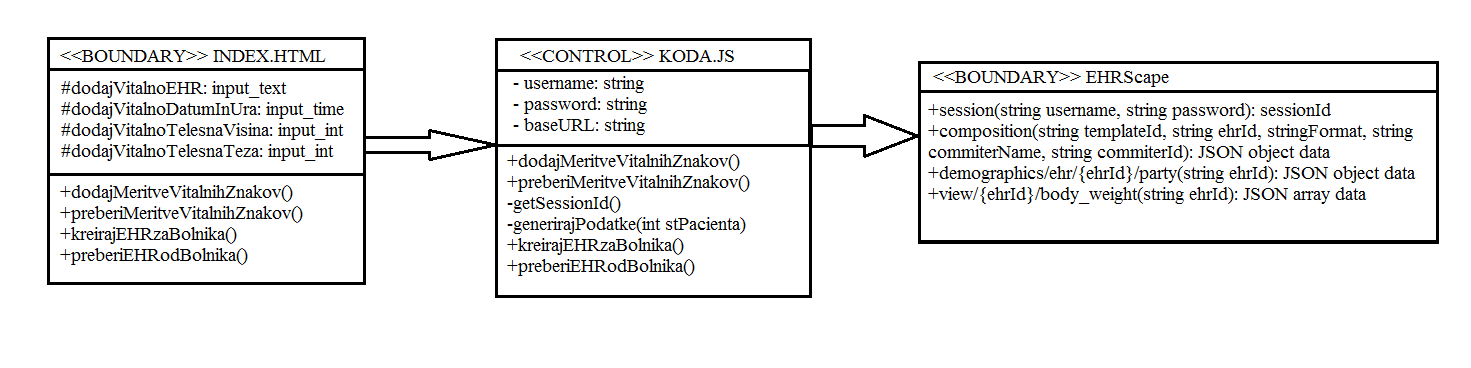 <<BOUNDARY>> INDEX.HTML
#dodajVitalnoEHR: input_text
#dodajVitalnoDatumInUra: input_time
#dodajVitalnoTelesnaVisina: input_int
#dodajVitalnoTelesnaTeza: input_int
+dodajMeritveVitalnihZnakov()
+preberiMeritveVitalnihZnakov()
+kreirajEHRzaBolnika()
+preberiEHRodBolnika()
<<CONTROL>> KODA.JS
- username: string
- password: string
- baseURL: string
+dodajMeritveVitalnihZnakov()
+preberiMeritveVitalnihZnakov()
-getSessionId()
-generirajPodatke(int stPacienta)
+kreirajEHRzaBolnika()
+preberiEHRodBolnika()
<<BOUNDARY>> EHRScape
+session(string username, string password): sessionId
+composition(string templateId, string ehrId, stringFormat, string
commiterName, string commiterId): JSON object data
+demographics/ehr/{ehrId}/party(string ehrId): JSON object data
+view/{ehrId}/body_weight(string ehrId): JSON array data